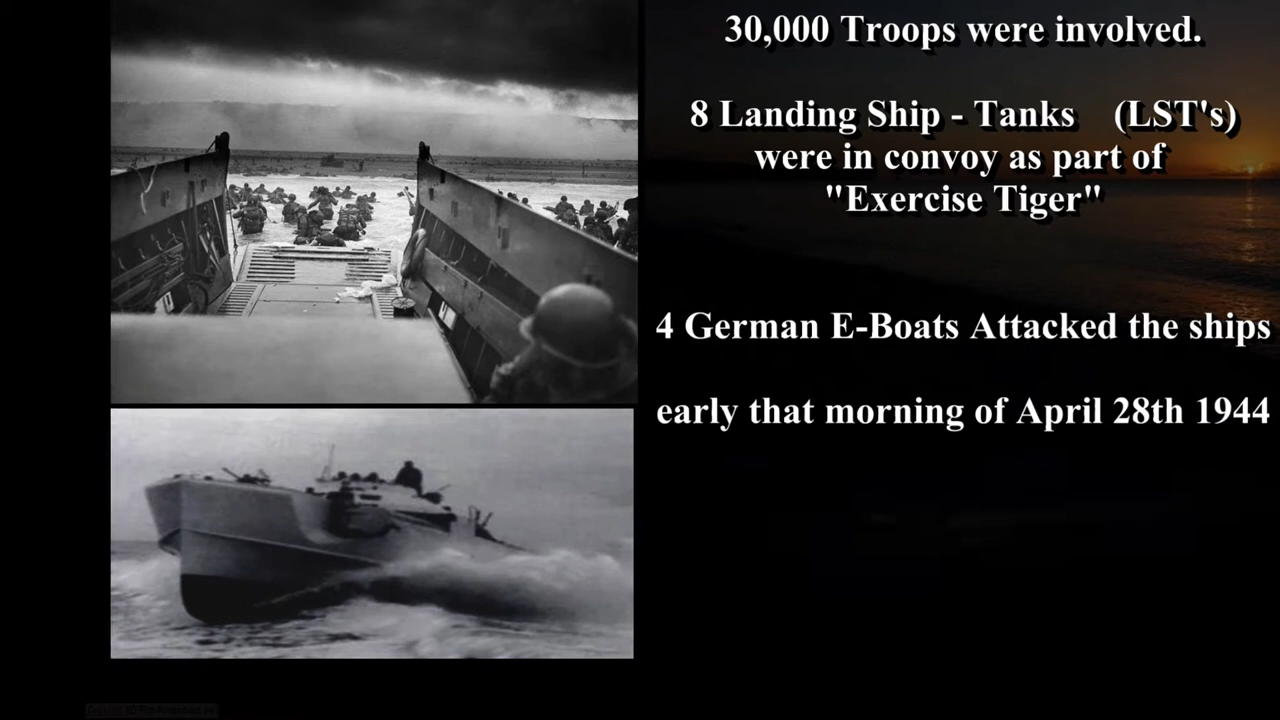 30,000 Troops were involved.
8 Landing Ship - Tanks (LST's)
were in convoy as part of
"Exercise Tiger"
4 German E-Boats Attacked the ships
early that morning of April 28th 1944